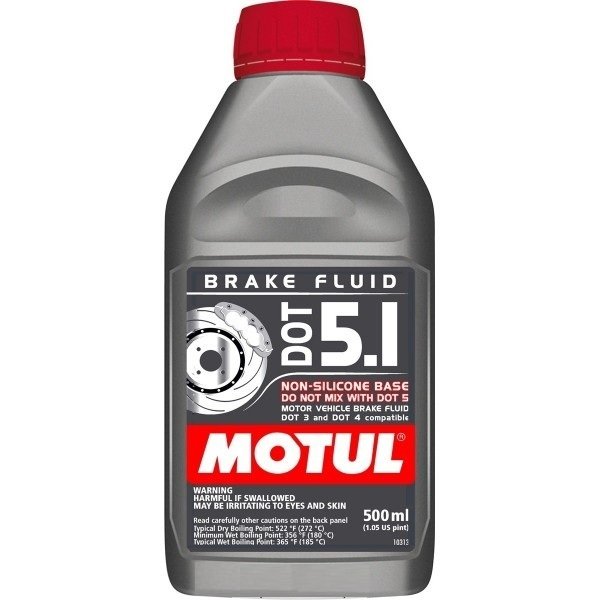 BRAKE FLUID
DOT 5.1
NON-SILICONE BASE
DO NOT MIX WITH DOT 5
MOTOR VEHICLE BRAKE FLUID
DOT 3 and DOT 4 compatible
MOTUL®
WARNING
HARMFUL IF SWALLOWED
MAY BE IRRITATING TO EYES AND SKIN
Read carefully other cautions on the back panel
Typical Dry Boiling Point: 522 °F (272 °C)
Minimum Wet Boiling Point: 356 °F (180 °C)
Typical Wet Boiling Point: 365 °F (185 °C)
500 ml
(1.05 US pint)
10313